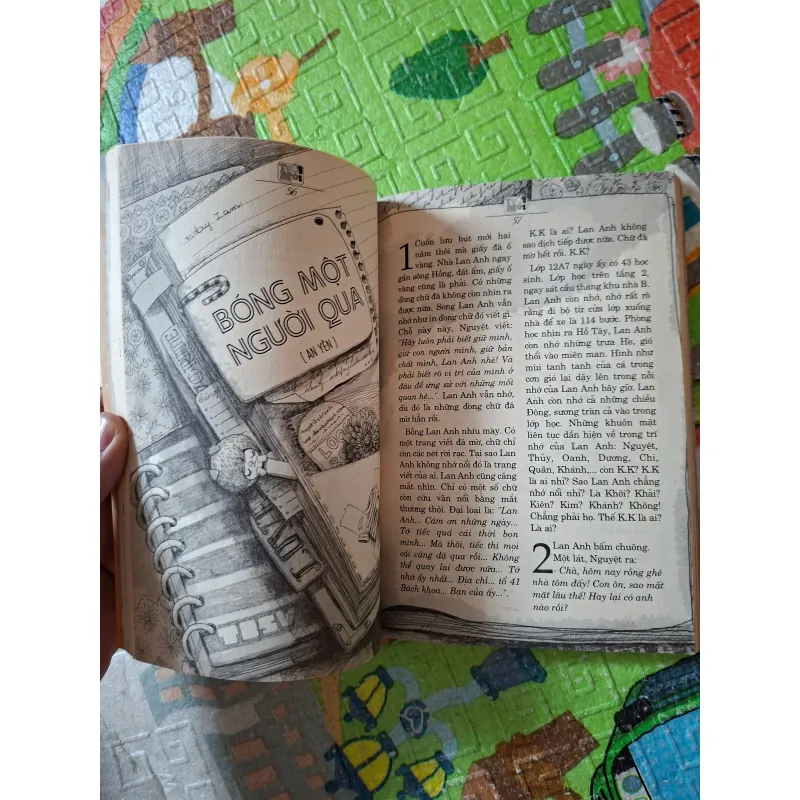 56
BÓNG MỘT
NGƯỜI QUA
[AN YÊN]
57
1 Cuốn lưu bút mới hai
năm thôi mà giấy đã ố
vàng. Nhà Lan Anh ngay
gần sông Hồng, đất ẩm, giấy ố
vàng cũng là phải. Có những
dòng chữ đã không còn nhìn ra
được nữa. Song Lan Anh vẫn
nhớ như in dòng chữ đó viết gì.
Chỗ này này, Nguyệt viết:
"Hãy luôn phải biết giữ mình,
giữ con người mình, giữ bản
chất mình, Lan Anh nhé! Và
phải biết rõ vị trí của mình ở
đâu để ứng xử với những mối
quan hệ...". Lan Anh vẫn nhớ,
dù đó là những dòng chữ đã
mờ hẳn rồi.
Bỗng Lan Anh nhíu mày. Có
một trang viết đã mờ, chữ chỉ
còn các nét rời rạc. Tại sao Lan
Anh không nhớ nổi đó là trang
viết của ai. Lan Anh cũng căng
mắt nhìn. Chỉ có một số chữ
còn cứu vãn nổi bằng mắt
thường thôi. Đại loại là: "Lan
Anh... Cám ơn những ngày...
Tớ tiếc quá cái thời bọn
mình... Mà thôi, tiếc thì mọi
cái cũng đã qua rồi... Không
thể quay lại được nữa... Tớ
nhớ ấy nhất... Địa chỉ... tổ 41
Bách khoa... Bạn của ấy...".
K.K là ai? Lan Anh không
sao dịch tiếp được nữa. Chữ đã
mờ hết rồi. K.K?
Lớp 12A7 ngày ấy có 43 học
sinh. Lớp học trên tầng 2,
ngay sát cầu thang khu nhà B.
Lan Anh còn nhớ, nhớ rất rõ
rằng đi bộ từ cửa lớp xuống
nhà để xe là 114 bước. Phòng
học nhìn ra Hồ Tây, Lan Anh
còn nhớ những trưa Hè, gió
thổi vào miên man. Hình như
mùi tanh tanh của cá trong
cơn gió lại dậy lên trong nỗi
nhớ của Lan Anh bây giờ. Lan
Anh còn nhớ cả những chiều
Đông, sương tràn cả vào trong
lớp học. Những khuôn mặt
liên tục dần hiện về trong trí
nhớ của Lan Anh: Nguyệt,
Thủy, Oanh, Dương, Chi,
Quân, Khánh,... còn K.K? K.K
là ai nhỉ? Sao Lan Anh chẳng
nhớ nổi nhỉ? Là Khôi? Khải?
Kiên? Kim? Khánh? Không!
Chẳng phải họ. Thế K.K là ai?
Là ai?
2 Lan Anh bấm chuông.
Một lát, Nguyệt ra:
- Chà, hôm nay rồng ghé
nhà tôm đấy! Con ôn, sao mất
mặt lâu thế! Hay lại có anh
nào rồi?